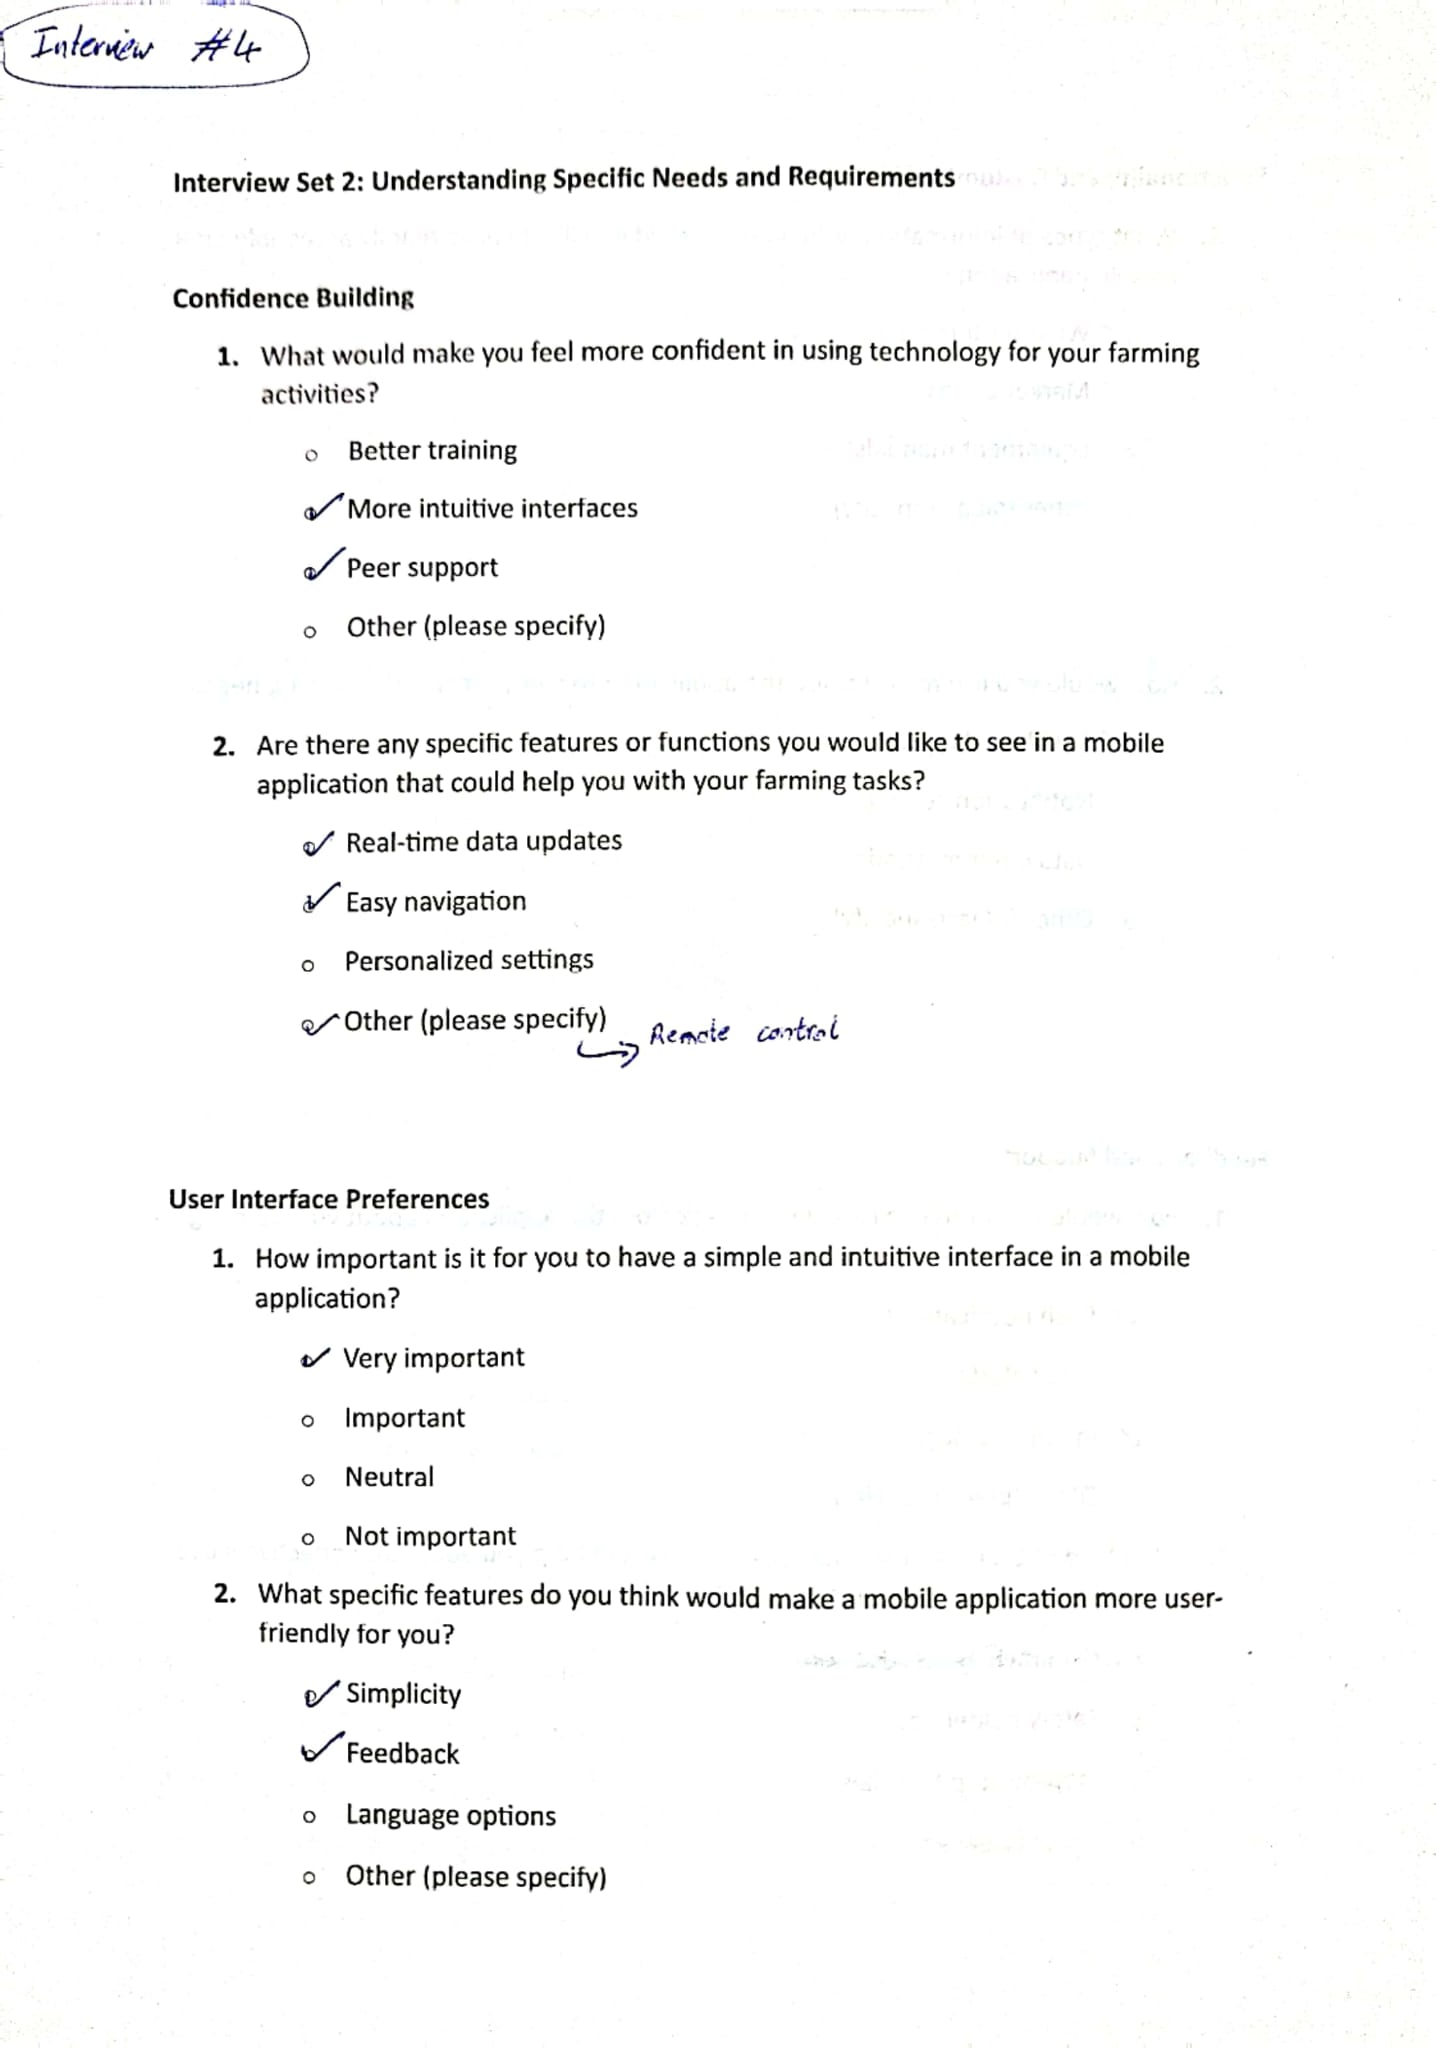 Interview #4
Interview Set 2: Understanding Specific Needs and Requirements
Confidence Building
1. What would make you feel more confident in using technology for your farming
activities?
Better training
More intuitive interfaces
Peer support
Other (please specify)
2. Are there any specific features or functions you would like to see in a mobile
application that could help you with your farming tasks?
Real-time data updates
Easy navigation
Personalized settings
Other (please specify)
Remote control
User Interface Preferences
1. How important is it for you to have a simple and intuitive interface in a mobile
application?
Very important
Important
Neutral
Not important
2. What specific features do you think would make a mobile application more user-
friendly for you?
Simplicity
Feedback
Language options
Other (please specify)